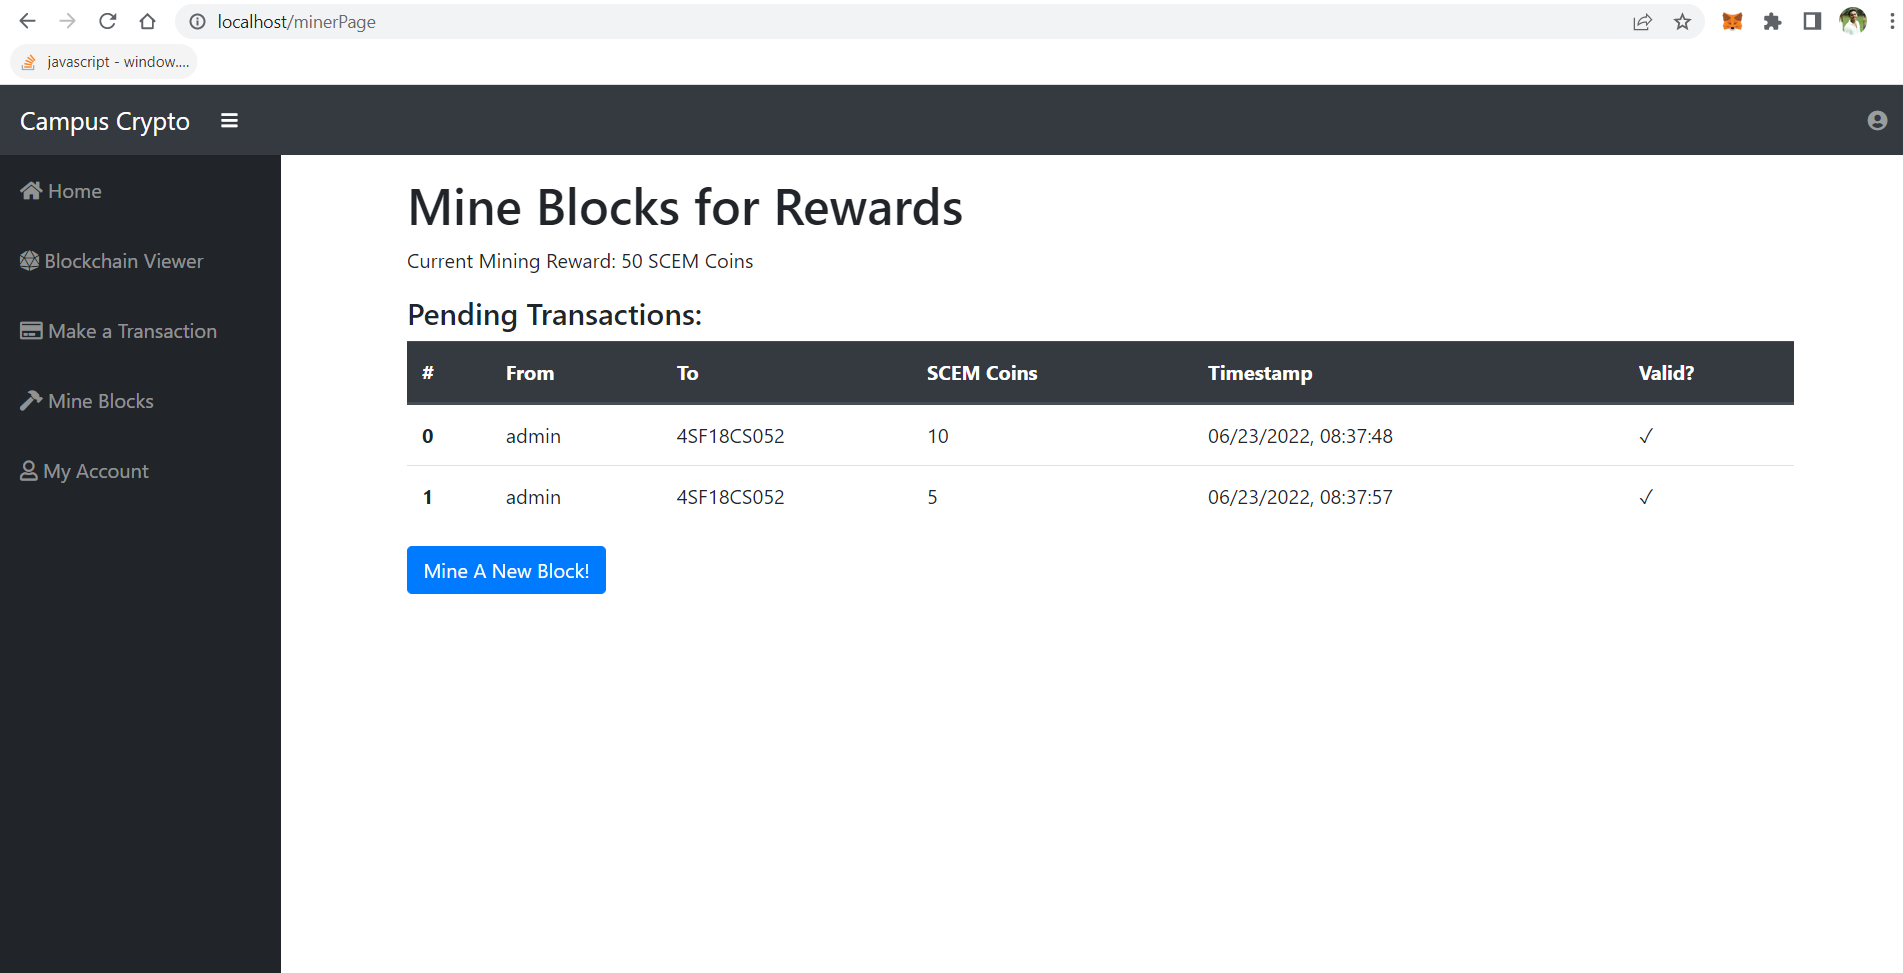 localhost/minerPage
javascript - window....
Campus Crypto
Home
Blockchain Viewer
Make a Transaction
Mine Blocks
My Account
Mine Blocks for Rewards
Current Mining Reward: 50 SCEM Coins
Pending Transactions:
# From To SCEM Coins Timestamp Valid?
0 admin 4SF18CS052 10 06/23/2022, 08:37:48 ✓
1 admin 4SF18CS052 5 06/23/2022, 08:37:57 ✓
Mine A New Block!